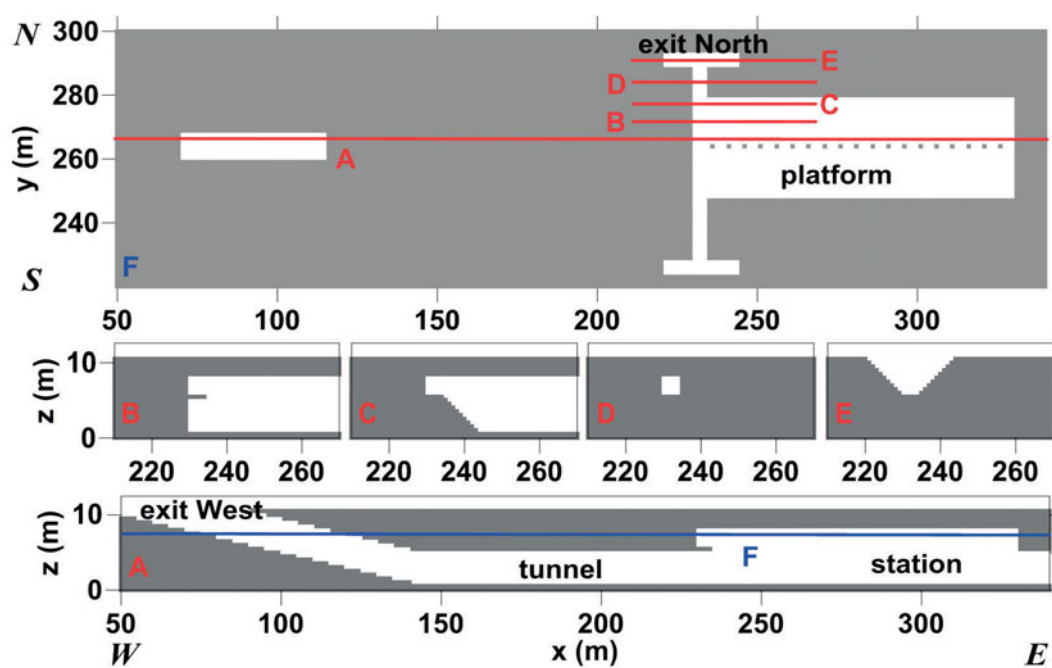 N
300
280
260
240
y (m)
S
exit North
E
D
C
B
A
platform
F
50 100 150 200 250 300
z (m)
10
0
B
C
D
E
220 240 260
220 240 260
220 240 260
220 240 260
z (m)
10
0
exit West
A
tunnel
F
station
50 100 150 200 250 300
W
x (m)
E